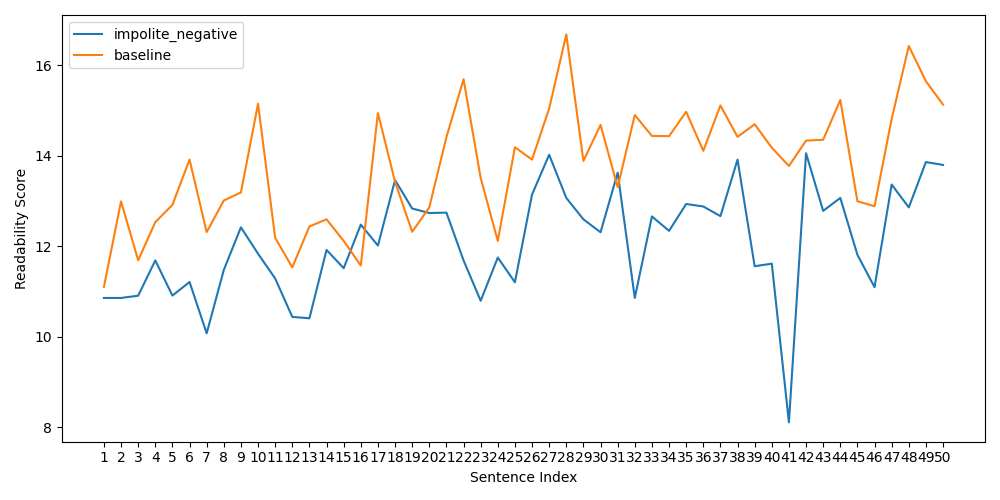 impolite_negative
baseline
16
14
12
10
8
Readability Score
1 2 3 4 5 6 7 8 9 10 11 12 13 14 15 16 17 18 19 20 21 22 23 24 25 26 27 28 29 30 31 32 33 34 35 36 37 38 39 40 41 42 43 44 45 46 47 48 49 50
Sentence Index